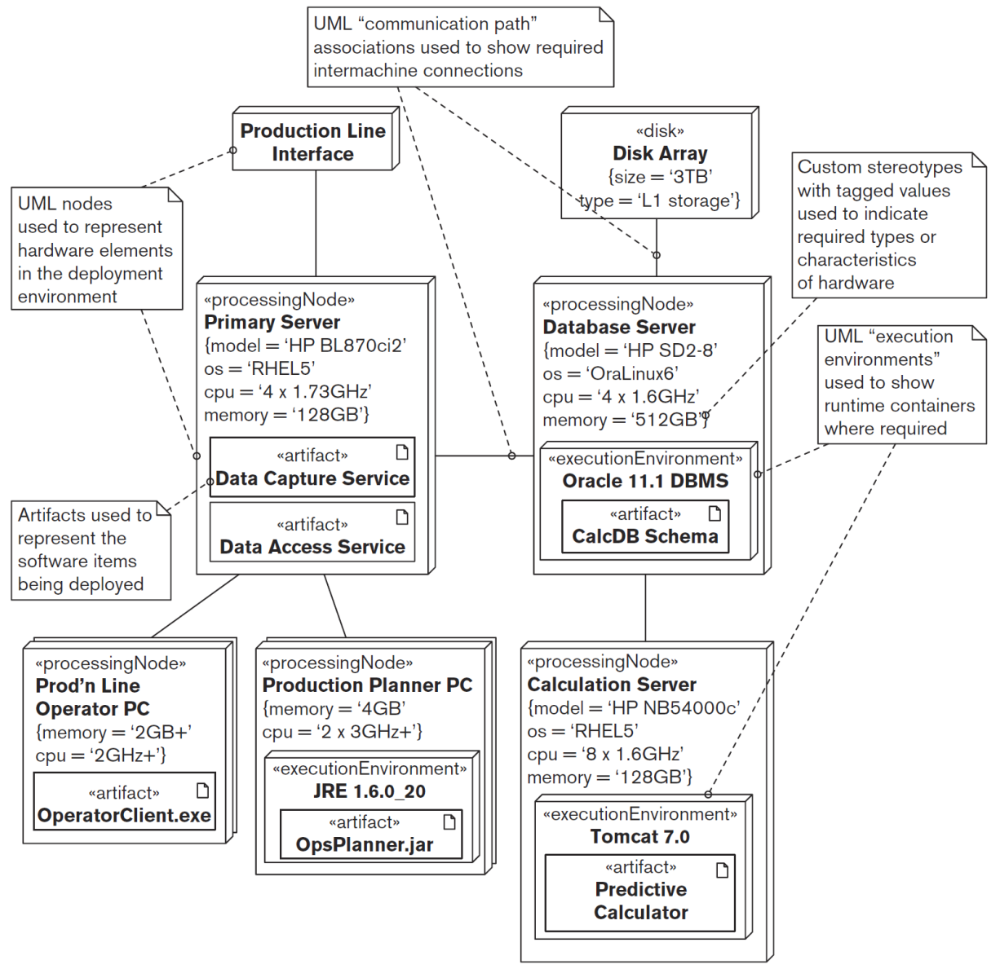 UML “communication path”
associations used to show required
intermachine connections
Production Line
Interface
«disk»
Disk Array
{size = ‘3TB’
type = ‘L1 storage’}
Custom stereotypes
with tagged values
used to indicate
required types or
characteristics
of hardware
UML nodes
used to represent
hardware elements
in the deployment
environment
«processingNode»
Primary Server
{model = ‘HP BL870ci2’
os = ‘RHEL5’
cpu = ‘4 x 1.73GHz’
memory = ‘128GB’}
«artifact»
Data Capture Service
«artifact»
Data Access Service
«processingNode»
Database Server
{model = ‘HP SD2-8’
os = ‘OraLinux6’
cpu = ‘4 x 1.6GHz’
memory = ‘512GB’}
«executionEnvironment»
Oracle 11.1 DBMS
«artifact»
CalcDB Schema
UML “execution
environments”
used to show
runtime containers
where required
Artifacts used to
represent the
software items
being deployed
«processingNode»
Prod’n Line
Operator PC
{memory = ‘2GB+’
cpu = ‘2GHz+’}
«artifact»
OperatorClient.exe
«processingNode»
Production Planner PC
{memory = ‘4GB’
cpu = ‘2 x 3GHz+’}
«executionEnvironment»
JRE 1.6.0_20
«artifact»
OpsPlanner.jar
«processingNode»
Calculation Server
{model = ‘HP NB54000c’
os = ‘RHEL5’
cpu = ‘8 x 1.6GHz’
memory = ‘128GB’}
«executionEnvironment»
Tomcat 7.0
«artifact»
Predictive
Calculator